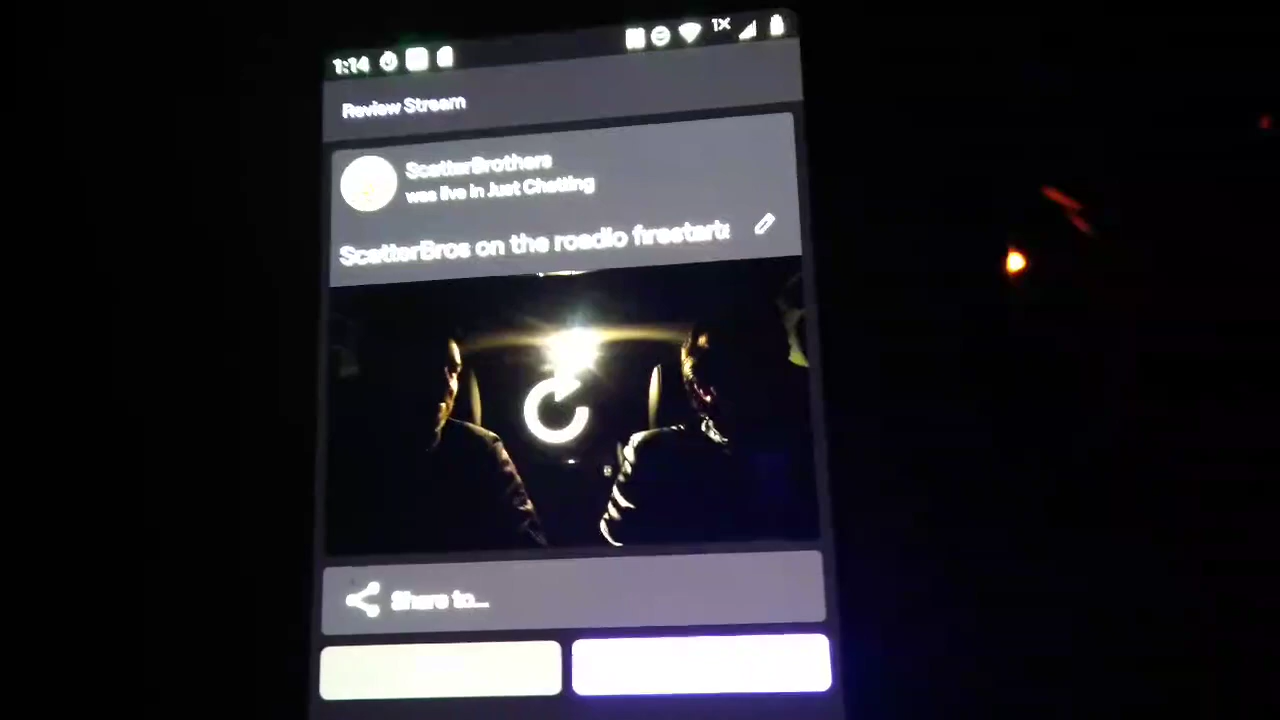 1:14 1X
Review Stream
ScatterBrothers
was live in Just Chatting
ScatterBros on the roadio firestart
Share to...